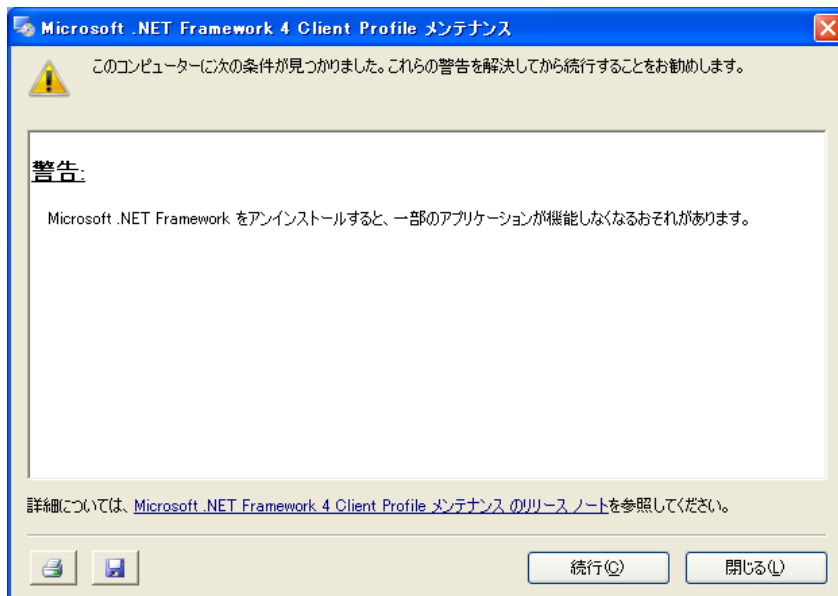 Microsoft .NET Framework 4 Client Profile メンテナンス
このコンピューターに次の条件が見つかりました。これらの警告を解決してから続行することをお勧めします。
警告:
Microsoft .NET Framework をアンインストールすると、一部のアプリケーションが機能しなくなるおそれがあります。
詳細については、Microsoft .NET Framework 4 Client Profile メンテナンス のリリース ノートを参照してください。
続行(C)
閉じる(L)